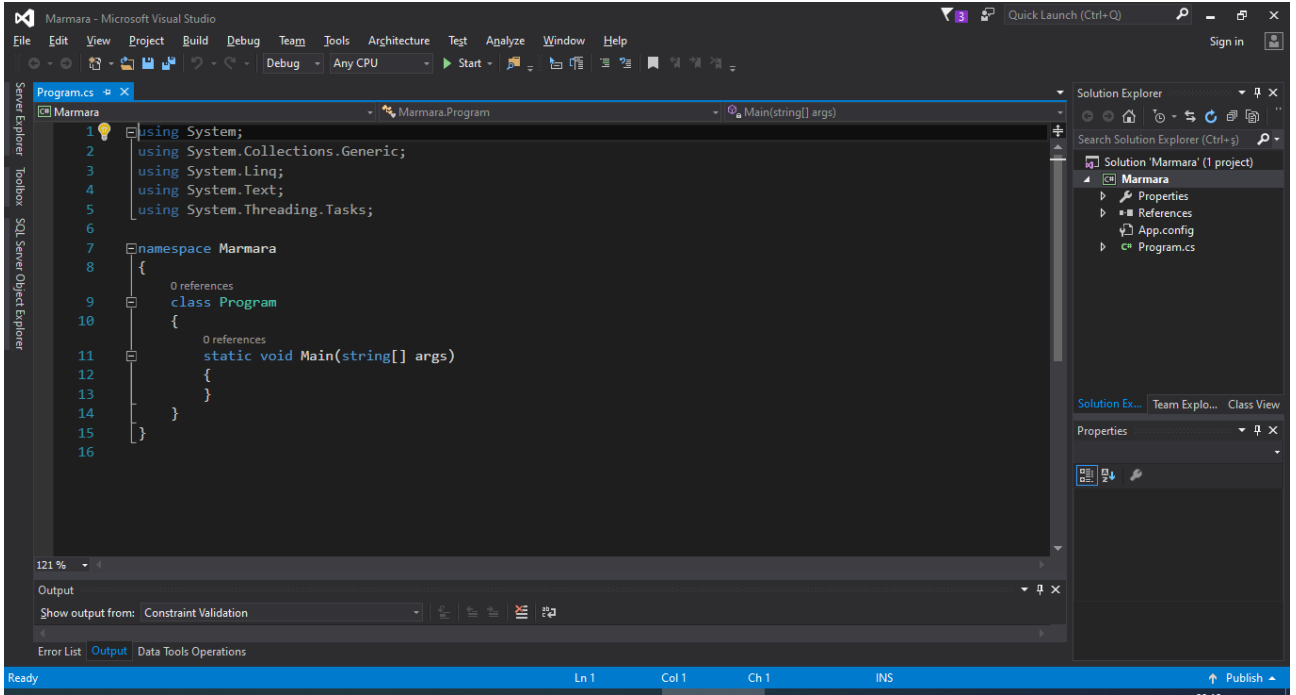 Marmara - Microsoft Visual Studio
3
Quick Launch (Ctrl+Q)
File Edit View Project Build Debug Team Tools Architecture Test Analyze Window Help
Sign in
Debug Any CPU Start
Server Explorer
Toolbox
SQL Server Object Explorer
Program.cs
Marmara
Marmara.Program
Main(string[] args)
1 using System;
2 using System.Collections.Generic;
3 using System.Linq;
4 using System.Text;
5 using System.Threading.Tasks;
6
7 namespace Marmara
8 {
0 references
9 class Program
10 {
0 references
11 static void Main(string[] args)
12 {
13 }
14 }
15 }
16
121 %
Output
Show output from: Constraint Validation
Error List Output Data Tools Operations
Solution Explorer
Search Solution Explorer (Ctrl+ş)
Solution 'Marmara' (1 project)
C# Marmara
Properties
References
App.config
C# Program.cs
Solution Ex... Team Explo... Class View
Properties
Ready Ln 1 Col 1 Ch 1 INS Publish